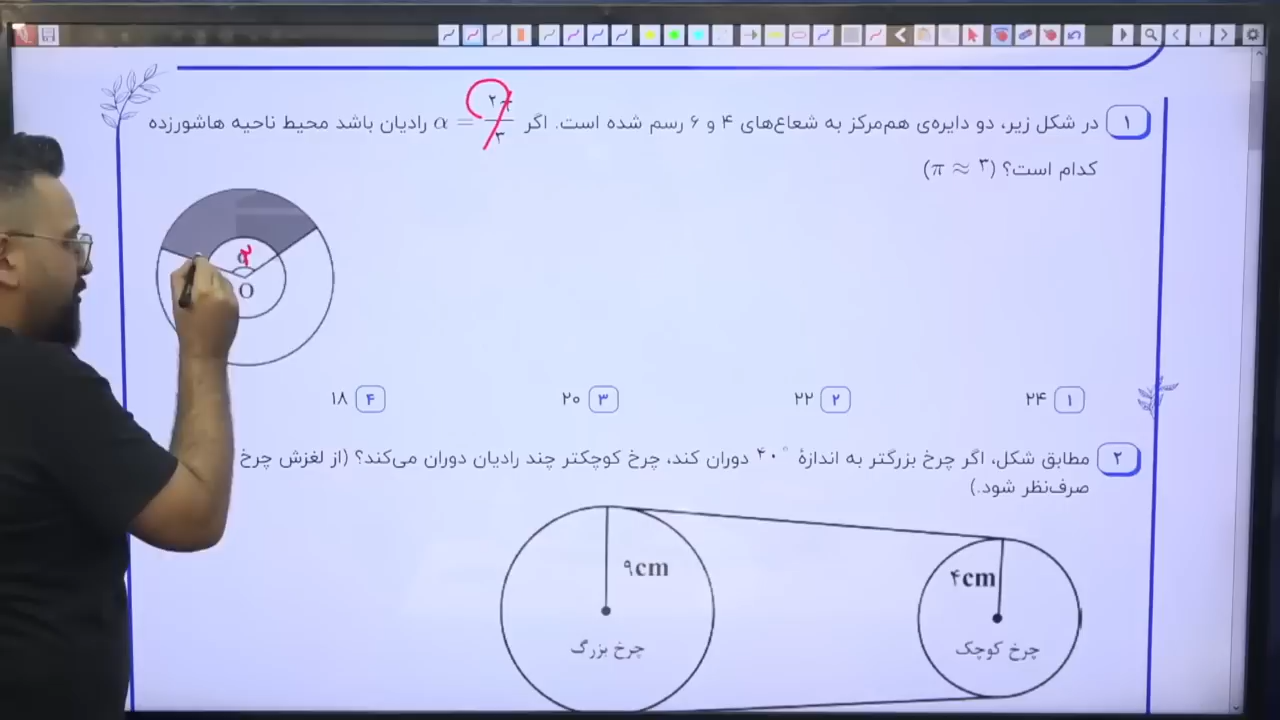 ۱
در شکل زیر، دو دایره‌ی هم‌مرکز به شعاع‌های ۴ و ۶ رسم شده است. اگر α = ۲π/۳ رادیان باشد محیط ناحیه هاشورزده
کدام است؟ (π ≈ ۳)
۲
O
۱ ۲۴ ۲ ۲۲ ۳ ۲۰ ۴ ۱۸
۲
مطابق شکل، اگر چرخ بزرگتر به اندازهٔ ۴۰° دوران کند، چرخ کوچکتر چند رادیان دوران می‌کند؟ (از لغزش چرخ
صرف‌نظر شود.)
۹cm
۴cm
چرخ بزرگ
چرخ کوچک